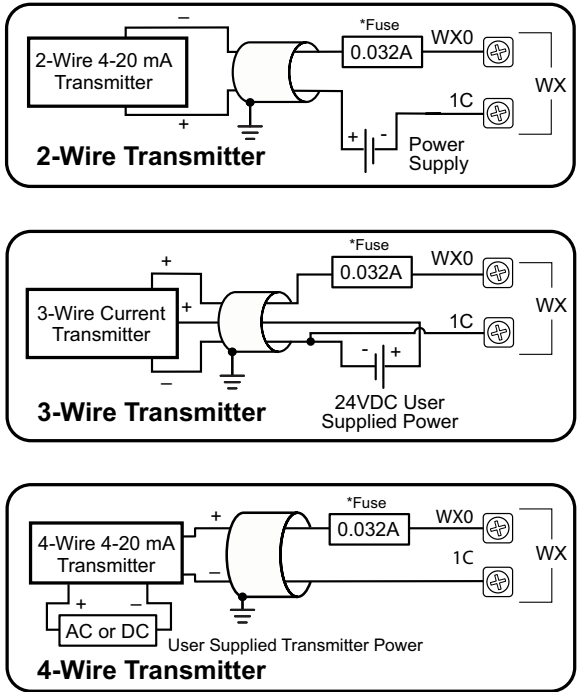 –
*Fuse
2-Wire 4-20 mA
Transmitter
0.032A
WX0
WX
1C
+
+ -
Power
Supply
2-Wire Transmitter
*Fuse
+
0.032A
WX0
3-Wire Current
Transmitter
+
WX
1C
- +
–
24VDC User
Supplied Power
3-Wire Transmitter
*Fuse
+
0.032A
WX0
4-Wire 4-20 mA
Transmitter
1C
WX
–
+ –
AC or DC
User Supplied Transmitter Power
4-Wire Transmitter